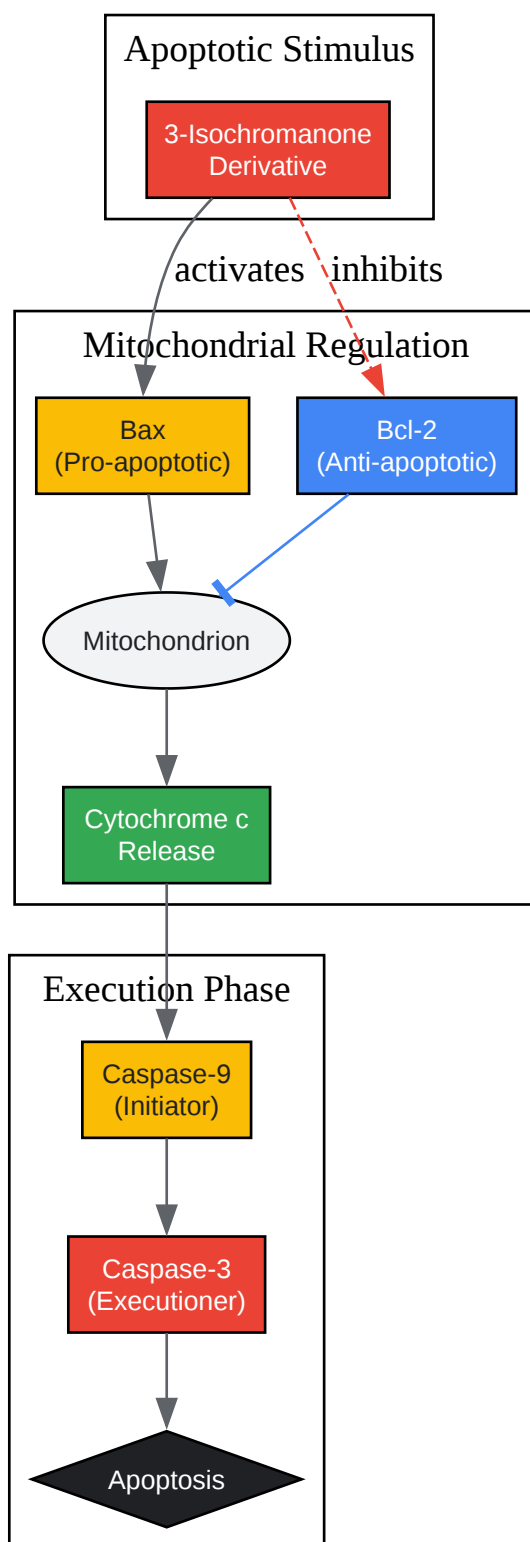 Apoptotic Stimulus
3-Isochromanone
Derivative
activates
inhibits
Mitochondrial Regulation
Bax
(Pro-apoptotic)
Bcl-2
(Anti-apoptotic)
Mitochondrion
Cytochrome c
Release
Execution Phase
Caspase-9
(Initiator)
Caspase-3
(Executioner)
Apoptosis